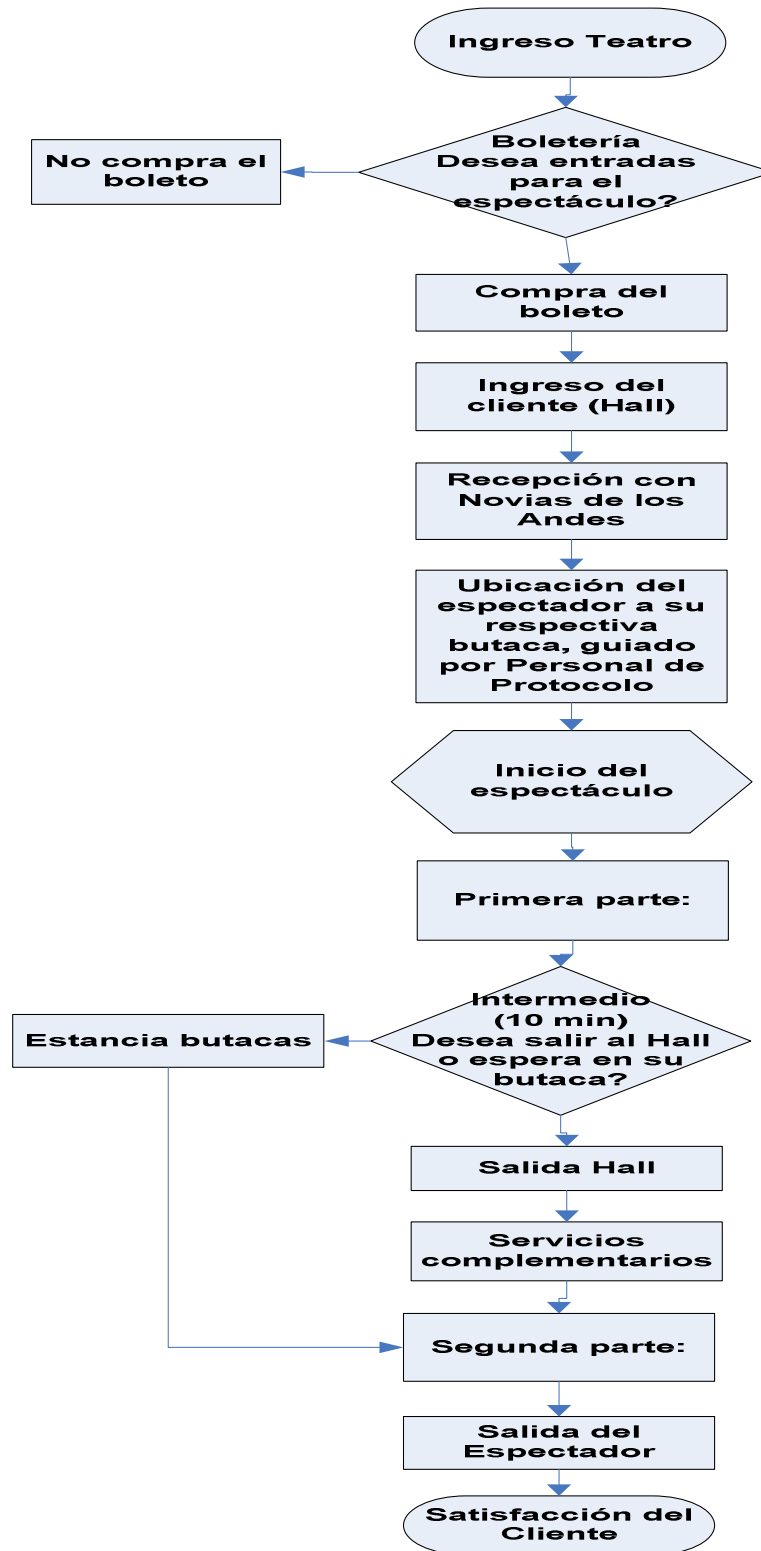 Ingreso Teatro
Boletería
Desea entradas
para el
espectáculo?
No compra el
boleto
Compra del
boleto
Ingreso del
cliente (Hall)
Recepción con
Novias de los
Andes
Ubicación del
espectador a su
respectiva
butaca, guiado
por Personal de
Protocolo
Inicio del
espectáculo
Primera parte:
Intermedio
(10 min)
Desea salir al Hall
o espera en su
butaca?
Estancia butacas
Salida Hall
Servicios
complementarios
Segunda parte:
Salida del
Espectador
Satisfacción del
Cliente